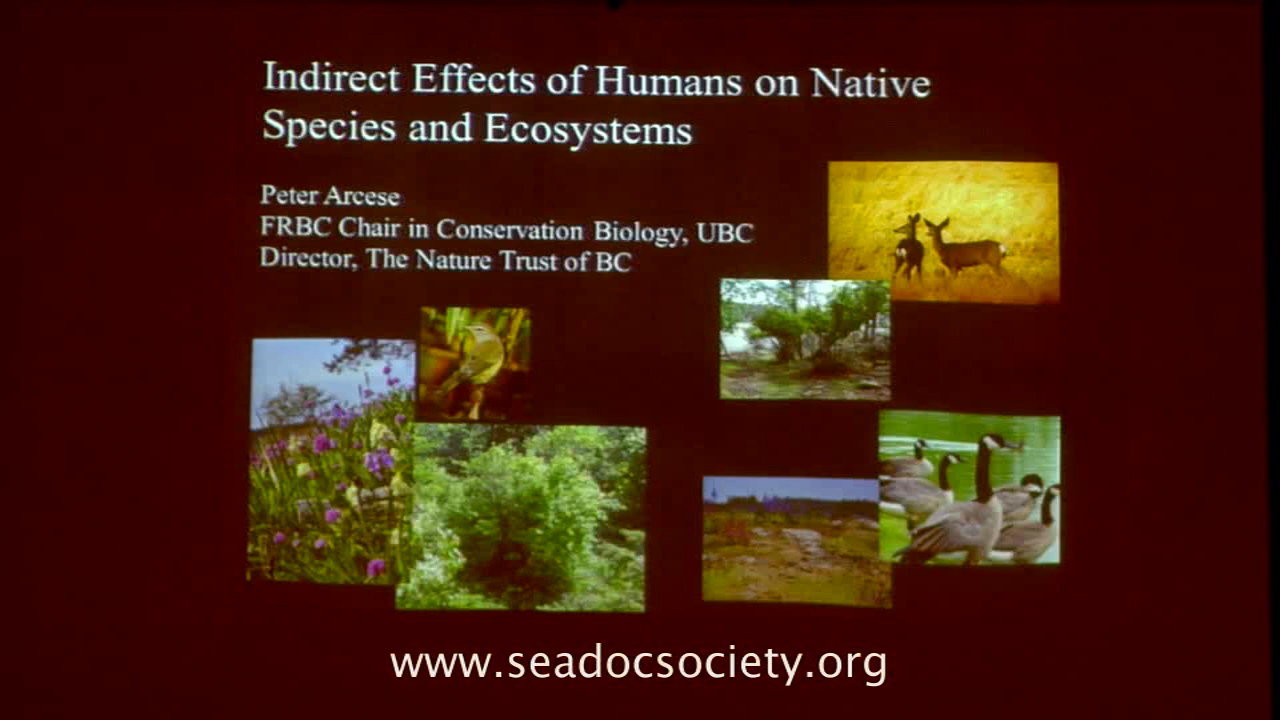 Indirect Effects of Humans on Native
Species and Ecosystems
Peter Arcese
FRBC Chair in Conservation Biology, UBC
Director, The Nature Trust of BC
www.seadocsociety.org